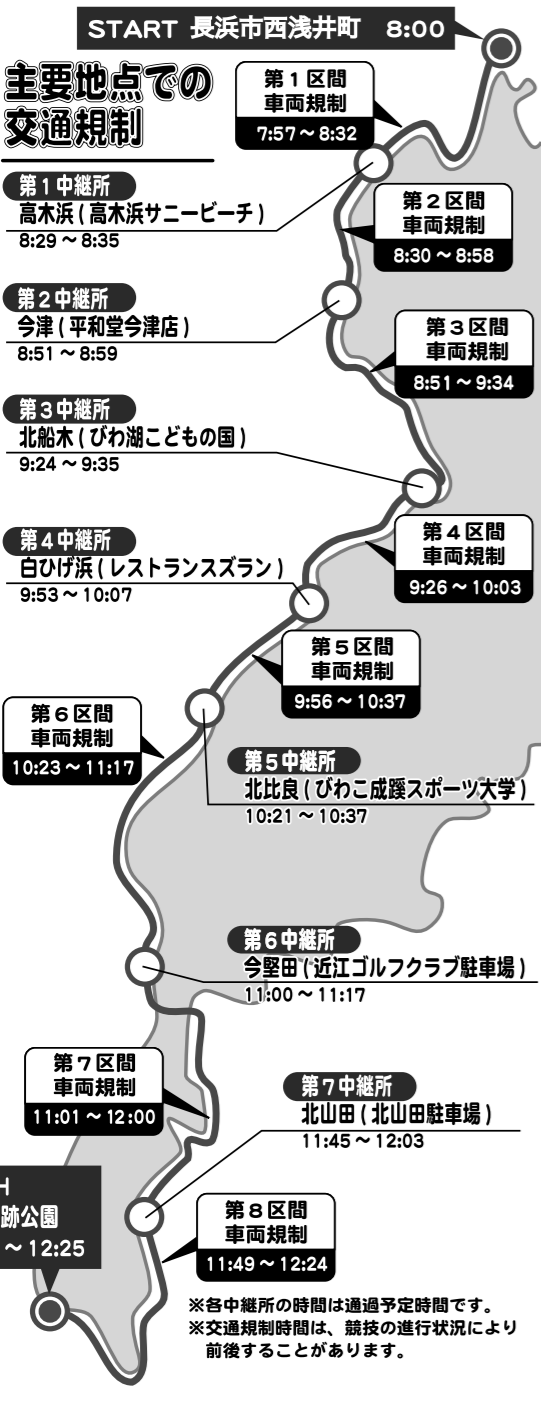 START 長浜市西浅井町 8:00
主要地点での
交通規制
第1区間
車両規制
7:57～8:32
第1中継所
高木浜(高木浜サニービーチ)
8:29～8:35
第2区間
車両規制
8:30～8:58
第2中継所
今津(平和堂今津店)
8:51～8:59
第3区間
車両規制
8:51～9:34
第3中継所
北船木(びわ湖こどもの国)
9:24～9:35
第4区間
車両規制
9:26～10:03
第4中継所
白ひげ浜(レストランスズラン)
9:53～10:07
第5区間
車両規制
9:56～10:37
第6区間
車両規制
10:23～11:17
第5中継所
北比良(びわこ成蹊スポーツ大学)
10:21～10:37
第6中継所
今堅田(近江ゴルフクラブ駐車場)
11:00～11:17
第7区間
車両規制
11:01～12:00
第7中継所
北山田(北山田駐車場)
11:45～12:03
H
跡公園
～12:25
第8区間
車両規制
11:49～12:24
※各中継所の時間は通過予定時間です。
※交通規制時間は、競技の進行状況により
前後することがあります。